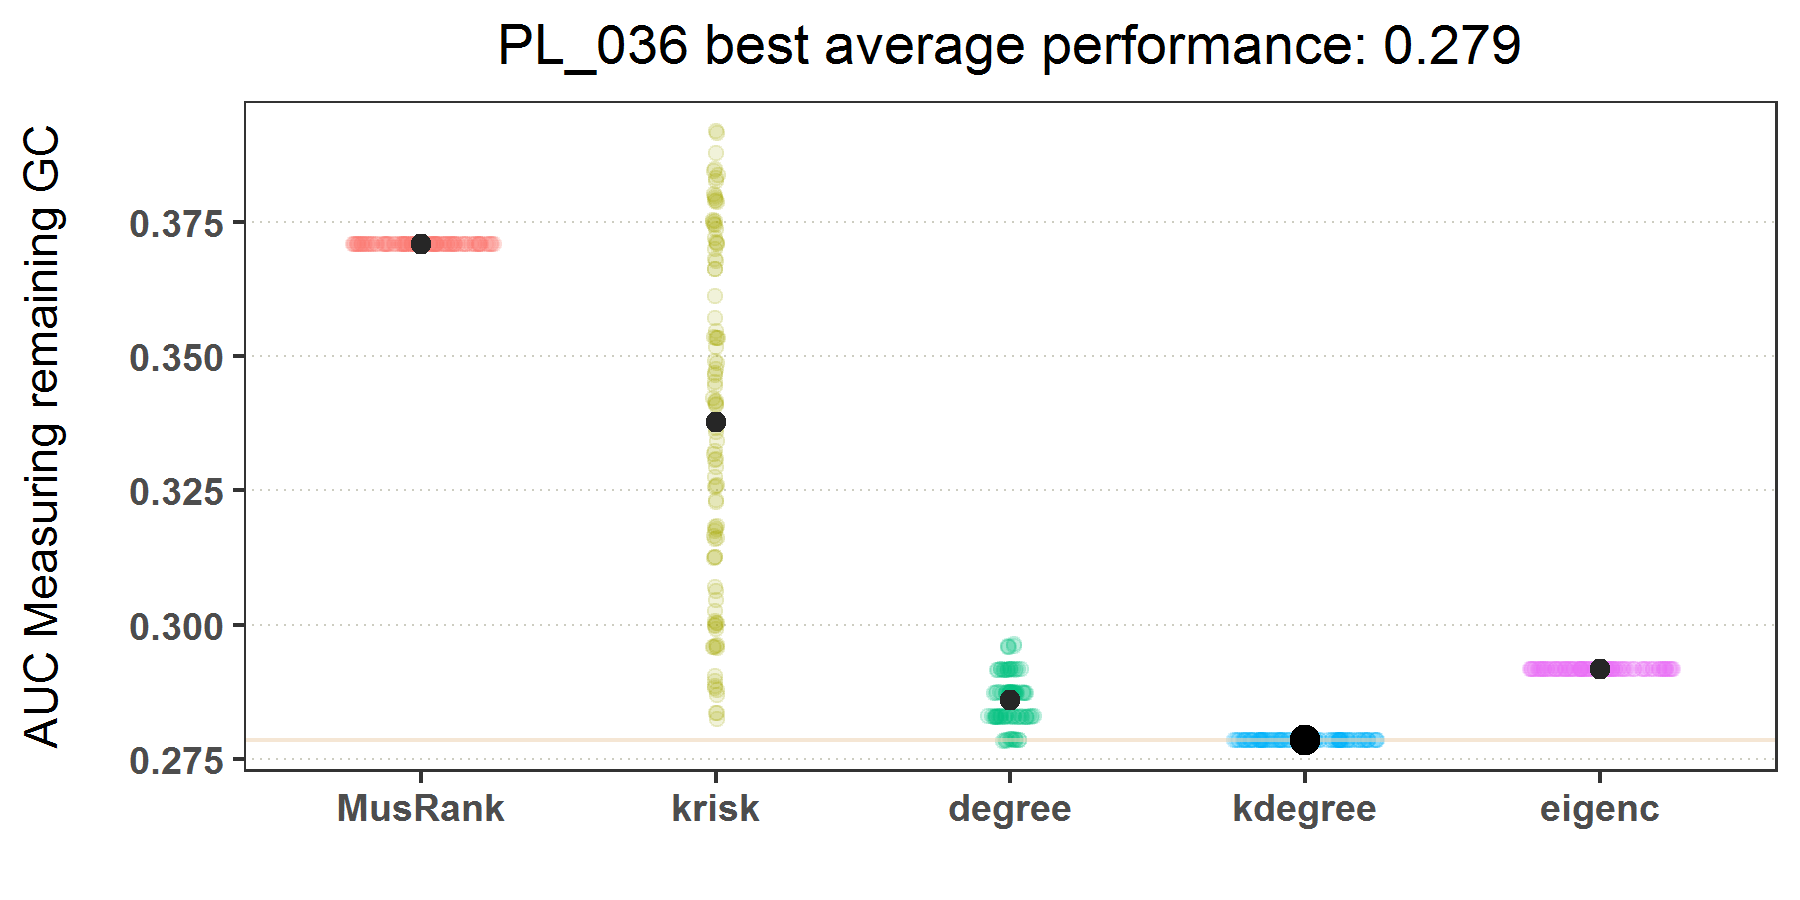 PL_036 best average performance: 0.279
AUC Measuring remaining GC
0.375
0.350
0.325
0.300
0.275
MusRank krisk degree kdegree eigenc